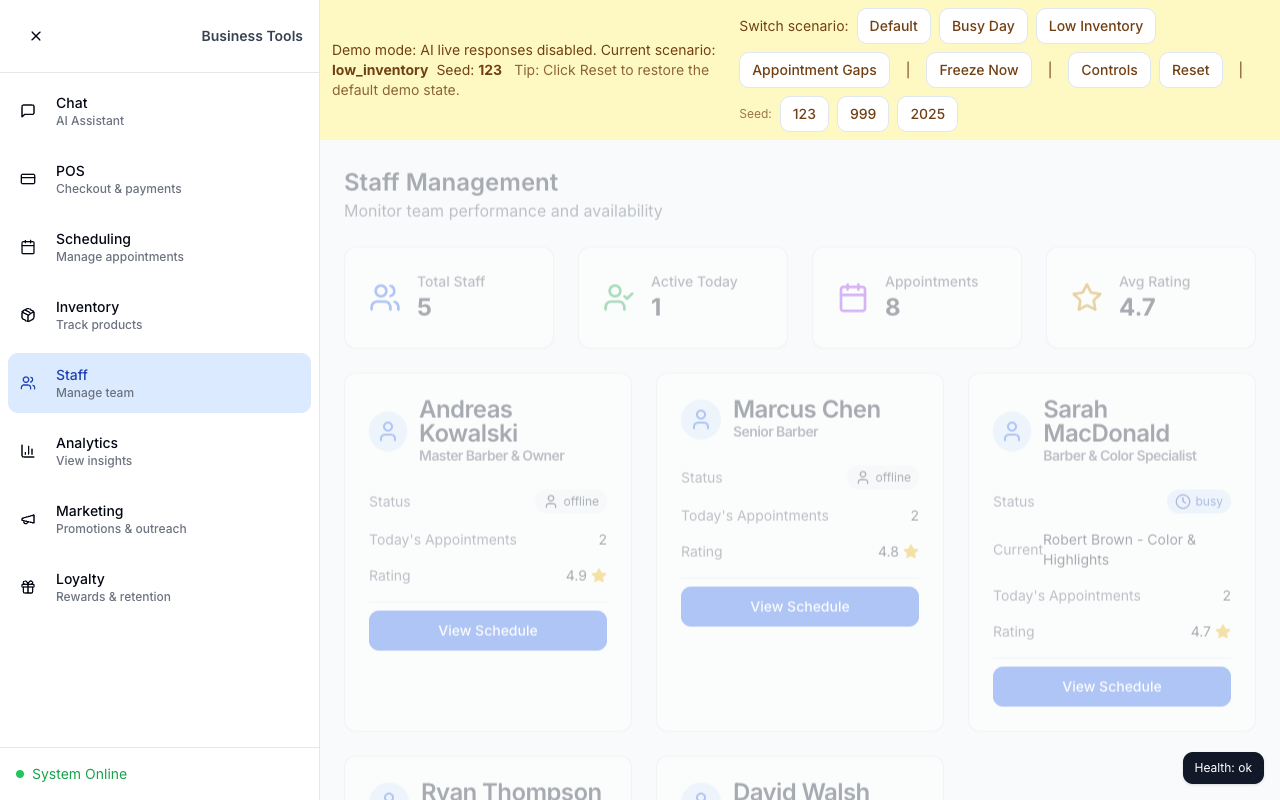 Business Tools
Chat
AI Assistant
POS
Checkout & payments
Scheduling
Manage appointments
Inventory
Track products
Staff
Manage team
Analytics
View insights
Marketing
Promotions & outreach
Loyalty
Rewards & retention
System Online
Demo mode: AI live responses disabled. Current scenario:
low_inventory Seed: 123 Tip: Click Reset to restore the
default demo state.
Switch scenario: Default Busy Day Low Inventory
Appointment Gaps | Freeze Now | Controls Reset |
Seed: 123 999 2025
Staff Management
Monitor team performance and availability
Total Staff
5
Active Today
1
Appointments
8
Avg Rating
4.7
Andreas
Kowalski
Master Barber & Owner
Status offline
Today's Appointments 2
Rating 4.9
View Schedule
Marcus Chen
Senior Barber
Status offline
Today's Appointments 2
Rating 4.8
View Schedule
Sarah
MacDonald
Barber & Color Specialist
Status busy
Current Robert Brown - Color &
Highlights
Today's Appointments 2
Rating 4.7
View Schedule
Ryan Thompson
David Walsh
Health: ok